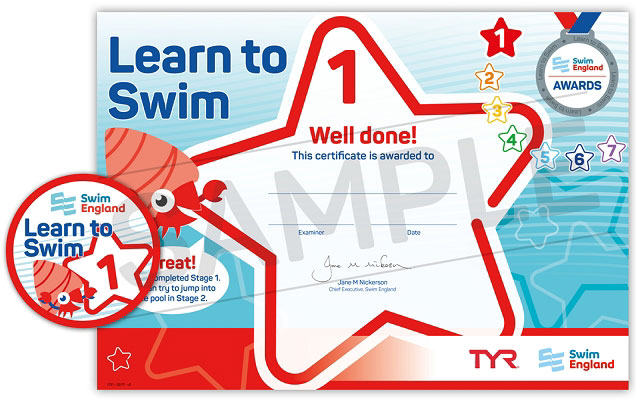 Learn to
Swim
1
Well done!
This certificate is awarded to
Examiner
Date
Jane M Nickerson
Jane M Nickerson
Chief Executive, Swim England
SAMPLE
1
2
3
4
5
6
7
Swim
England
AWARDS
reat!
completed Stage 1.
n try to jump into
e pool in Stage 2.
Swim
England
Learn to
Swim
1
TYR
Swim
England